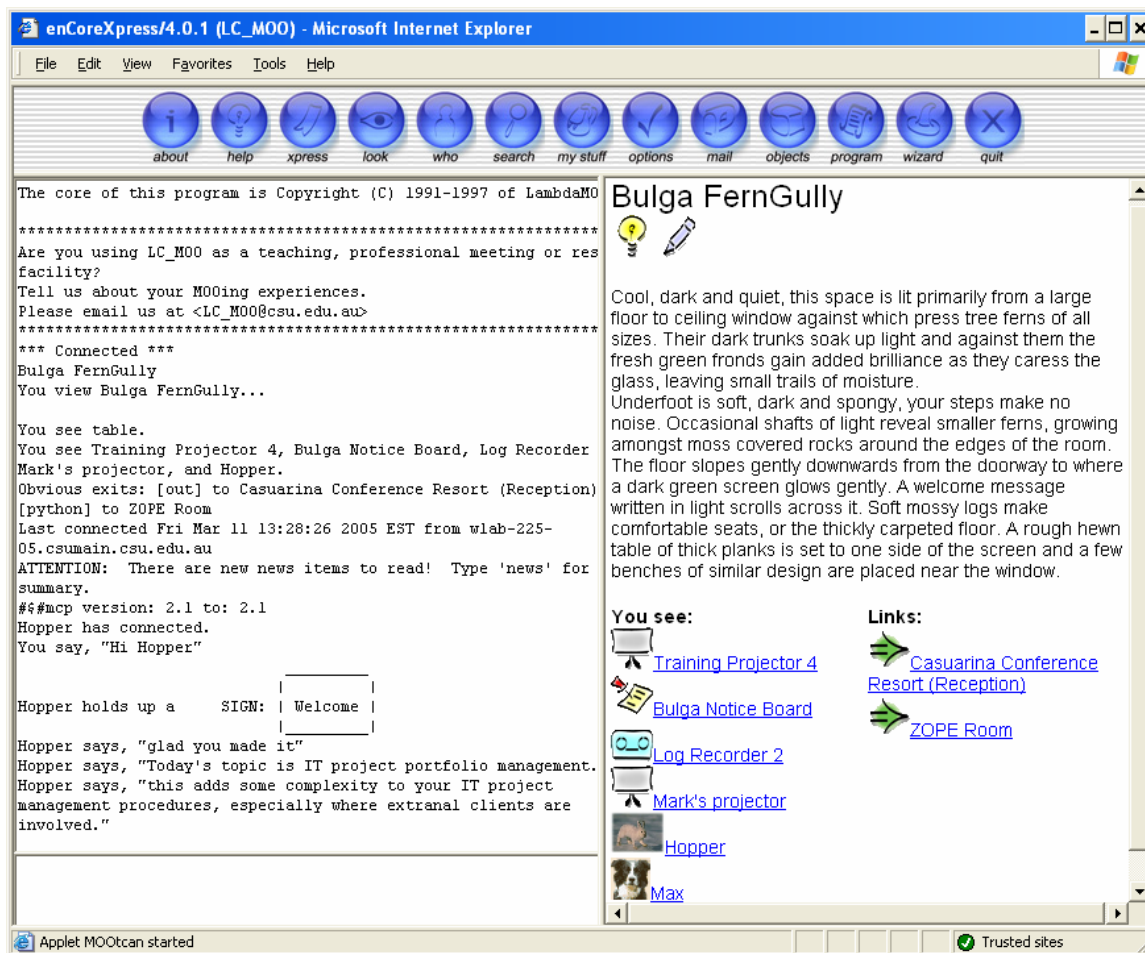 enCoreXpress/4.0.1 (LC_MOO) - Microsoft Internet Explorer
File Edit View Favorites Tools Help
about help xpress look who search my stuff options mail objects program wizard quit
The core of this program is Copyright (C) 1991-1997 of LambdaMO
***************************************************************
Are you using LC_MOO as a teaching, professional meeting or res
facility?
Tell us about your MOOing experiences.
Please email us at <LC_MOO@csu.edu.au>
***************************************************************
*** Connected ***
Bulga FernGully
You view Bulga FernGully...
You see table.
You see Training Projector 4, Bulga Notice Board, Log Recorder
Mark's projector, and Hopper.
Obvious exits: [out] to Casuarina Conference Resort (Reception)
[python] to ZOPE Room
Last connected Fri Mar 11 13:28:26 2005 EST from wlab-225-
05.csumain.csu.edu.au
ATTENTION:  There are new news items to read!  Type 'news' for
summary.
#$#mcp version: 2.1 to: 2.1
Hopper has connected.
You say, "Hi Hopper"
Hopper holds up a SIGN: | Welcome |
Hopper says, "glad you made it"
Hopper says, "Today's topic is IT project portfolio management.
Hopper says, "this adds some complexity to your IT project
management procedures, especially where extranal clients are
involved."
Bulga FernGully
Cool, dark and quiet, this space is lit primarily from a large
floor to ceiling window against which press tree ferns of all
sizes. Their dark trunks soak up light and against them the
fresh green fronds gain added brilliance as they caress the
glass, leaving small trails of moisture.
Underfoot is soft, dark and spongy, your steps make no
noise. Occasional shafts of light reveal smaller ferns, growing
amongst moss covered rocks around the edges of the room.
The floor slopes gently downwards from the doorway to where
a dark green screen glows gently. A welcome message
written in light scrolls across it. Soft mossy logs make
comfortable seats, or the thickly carpeted floor. A rough hewn
table of thick planks is set to one side of the screen and a few
benches of similar design are placed near the window.
You see:
Training Projector 4
Bulga Notice Board
Log Recorder 2
Mark's projector
Hopper
Max
Links:
Casuarina Conference
Resort (Reception)
ZOPE Room
Applet MOOtcan started
Trusted sites